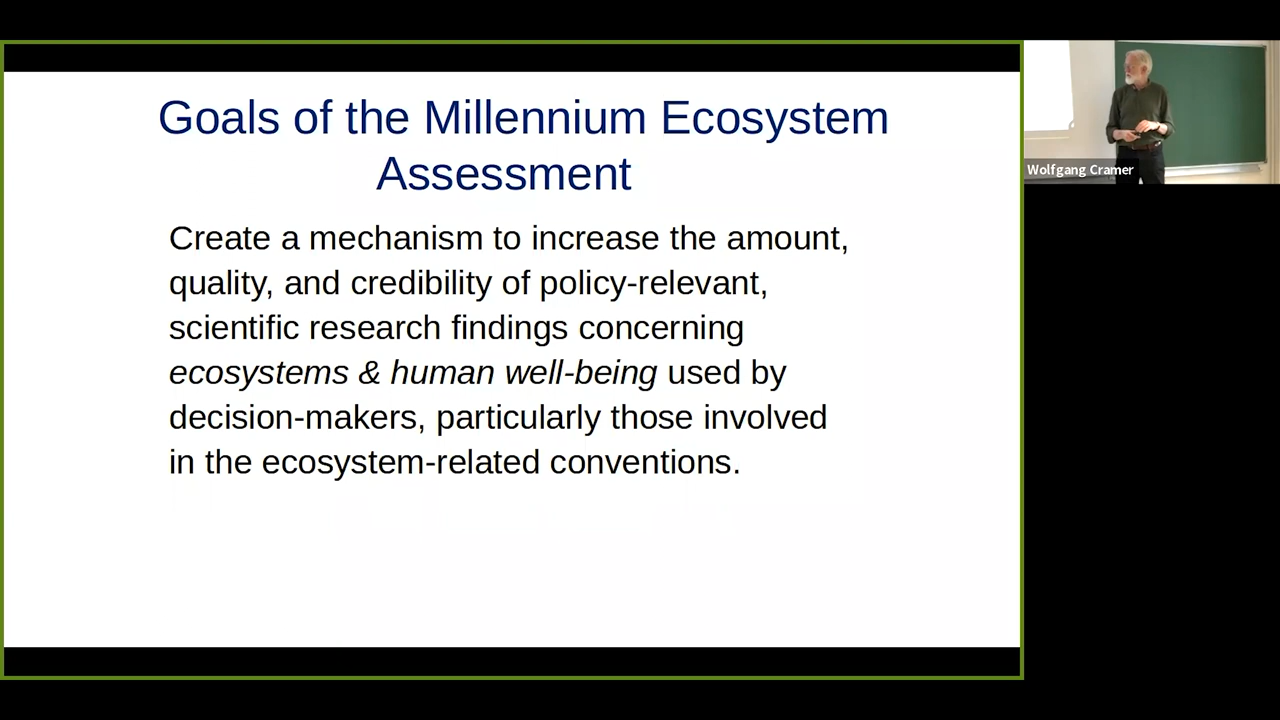 Goals of the Millennium Ecosystem
Assessment
Create a mechanism to increase the amount,
quality, and credibility of policy-relevant,
scientific research findings concerning
ecosystems & human well-being used by
decision-makers, particularly those involved
in the ecosystem-related conventions.
Wolfgang Cramer